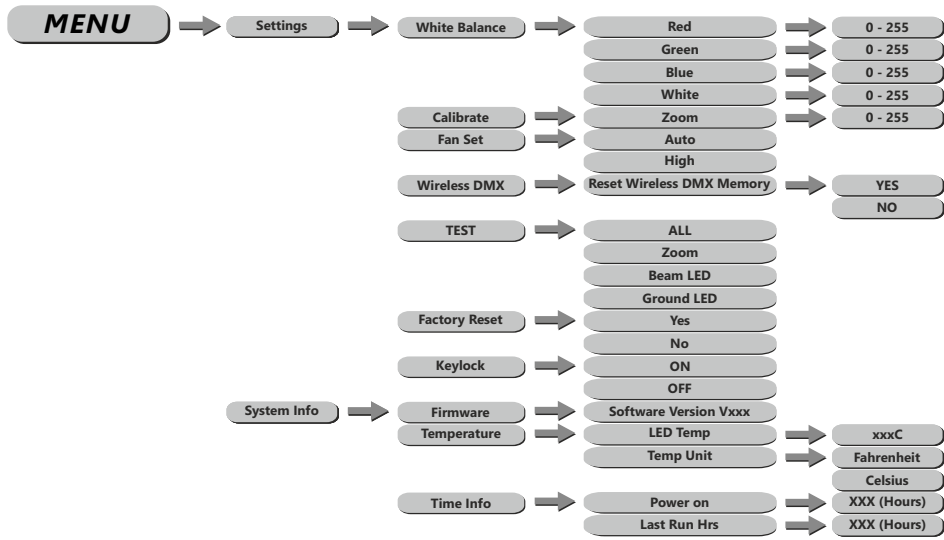 MENU Settings White Balance Red 0 - 255
Green 0 - 255
Blue 0 - 255
White 0 - 255
Calibrate Zoom 0 - 255
Fan Set Auto
High
Wireless DMX Reset Wireless DMX Memory YES
NO
TEST ALL
Zoom
Beam LED
Ground LED
Factory Reset Yes
No
Keylock ON
OFF
System Info Firmware Software Version Vxxx
Temperature LED Temp xxxC
Temp Unit Fahrenheit
Celsius
Time Info Power on XXX (Hours)
Last Run Hrs XXX (Hours)